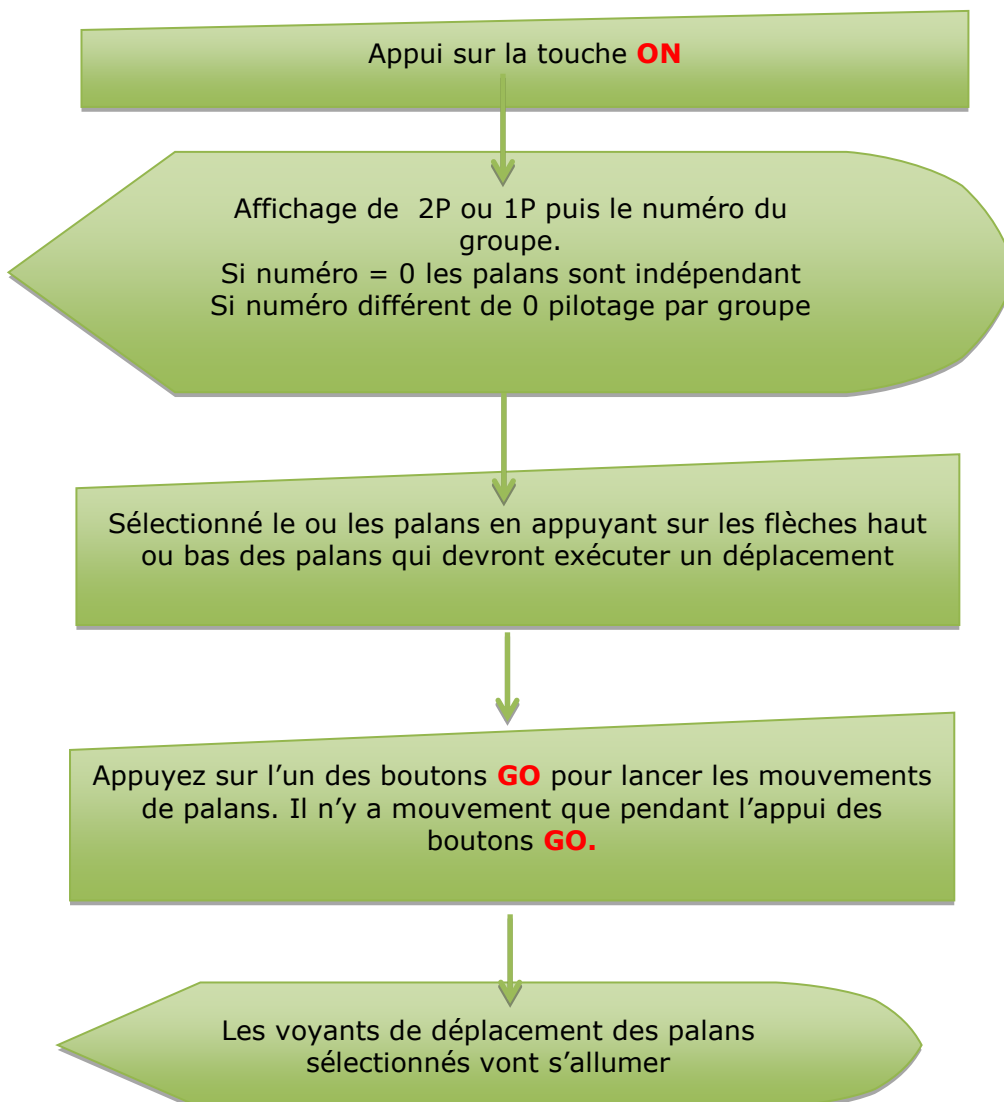 Appui sur la touche ON
Affichage de 2P ou 1P puis le numéro du
groupe.
Si numéro = 0 les palans sont indépendant
Si numéro différent de 0 pilotage par groupe
Sélectionné le ou les palans en appuyant sur les flèches haut
ou bas des palans qui devront exécuter un déplacement
Appuyez sur l’un des boutons GO pour lancer les mouvements
de palans. Il n’y a mouvement que pendant l’appui des
boutons GO.
Les voyants de déplacement des palans
sélectionnés vont s’allumer